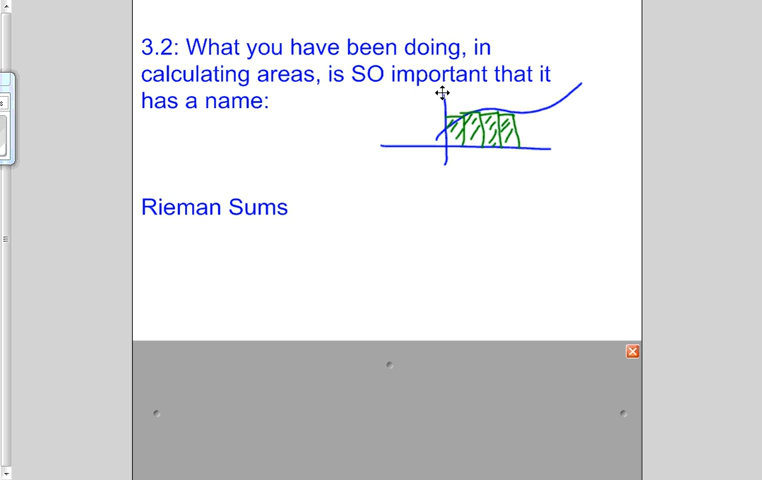 3.2: What you have been doing, in
calculating areas, is SO important that it
has a name:
Rieman Sums